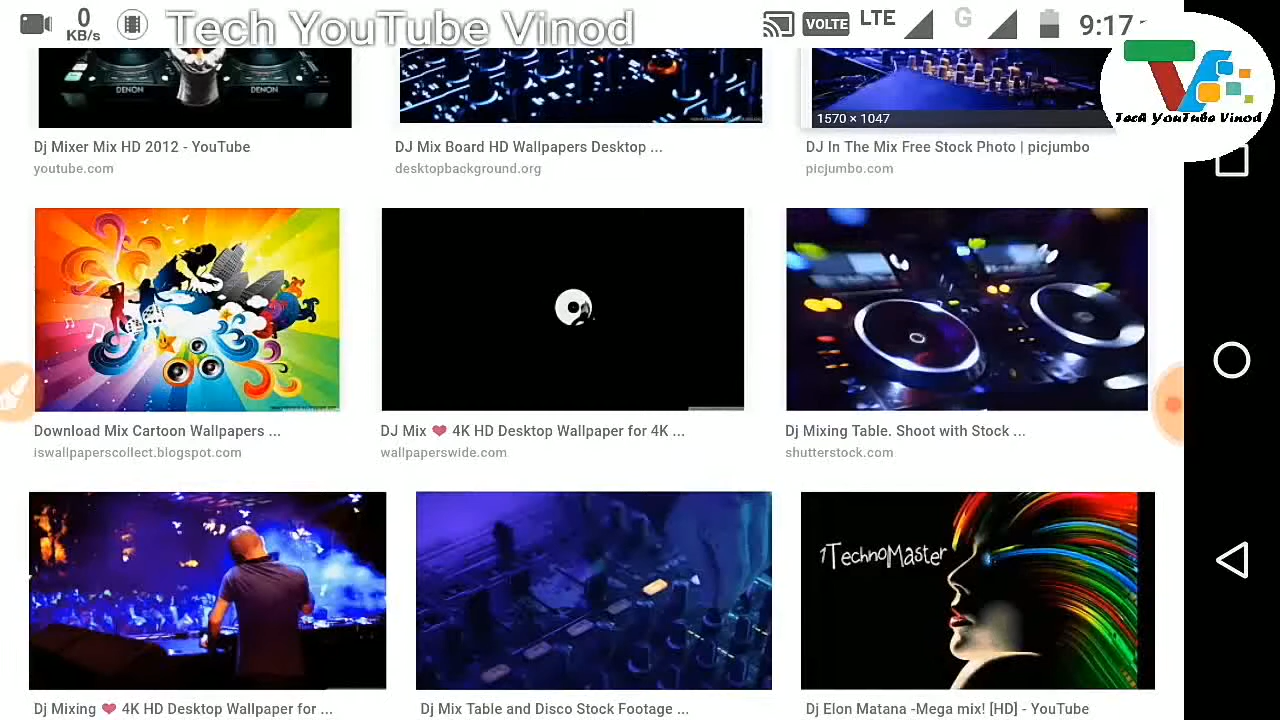 0
KB/s
Tech YouTube Vinod
VOLTE
LTE
G
9:17
Tech YouTube Vinod
DENON
DENON
1570 × 1047
Dj Mixer Mix HD 2012 - YouTube
youtube.com
DJ Mix Board HD Wallpapers Desktop ...
desktopbackground.org
DJ In The Mix Free Stock Photo | picjumbo
picjumbo.com
Download Mix Cartoon Wallpapers ...
iswallpaperscollect.blogspot.com
DJ Mix ❤ 4K HD Desktop Wallpaper for 4K ...
wallpaperswide.com
Dj Mixing Table. Shoot with Stock ...
shutterstock.com
1TechnoMaster
Dj Mixing ❤ 4K HD Desktop Wallpaper for ...
Dj Mix Table and Disco Stock Footage ...
Dj Elon Matana -Mega mix! [HD] - YouTube